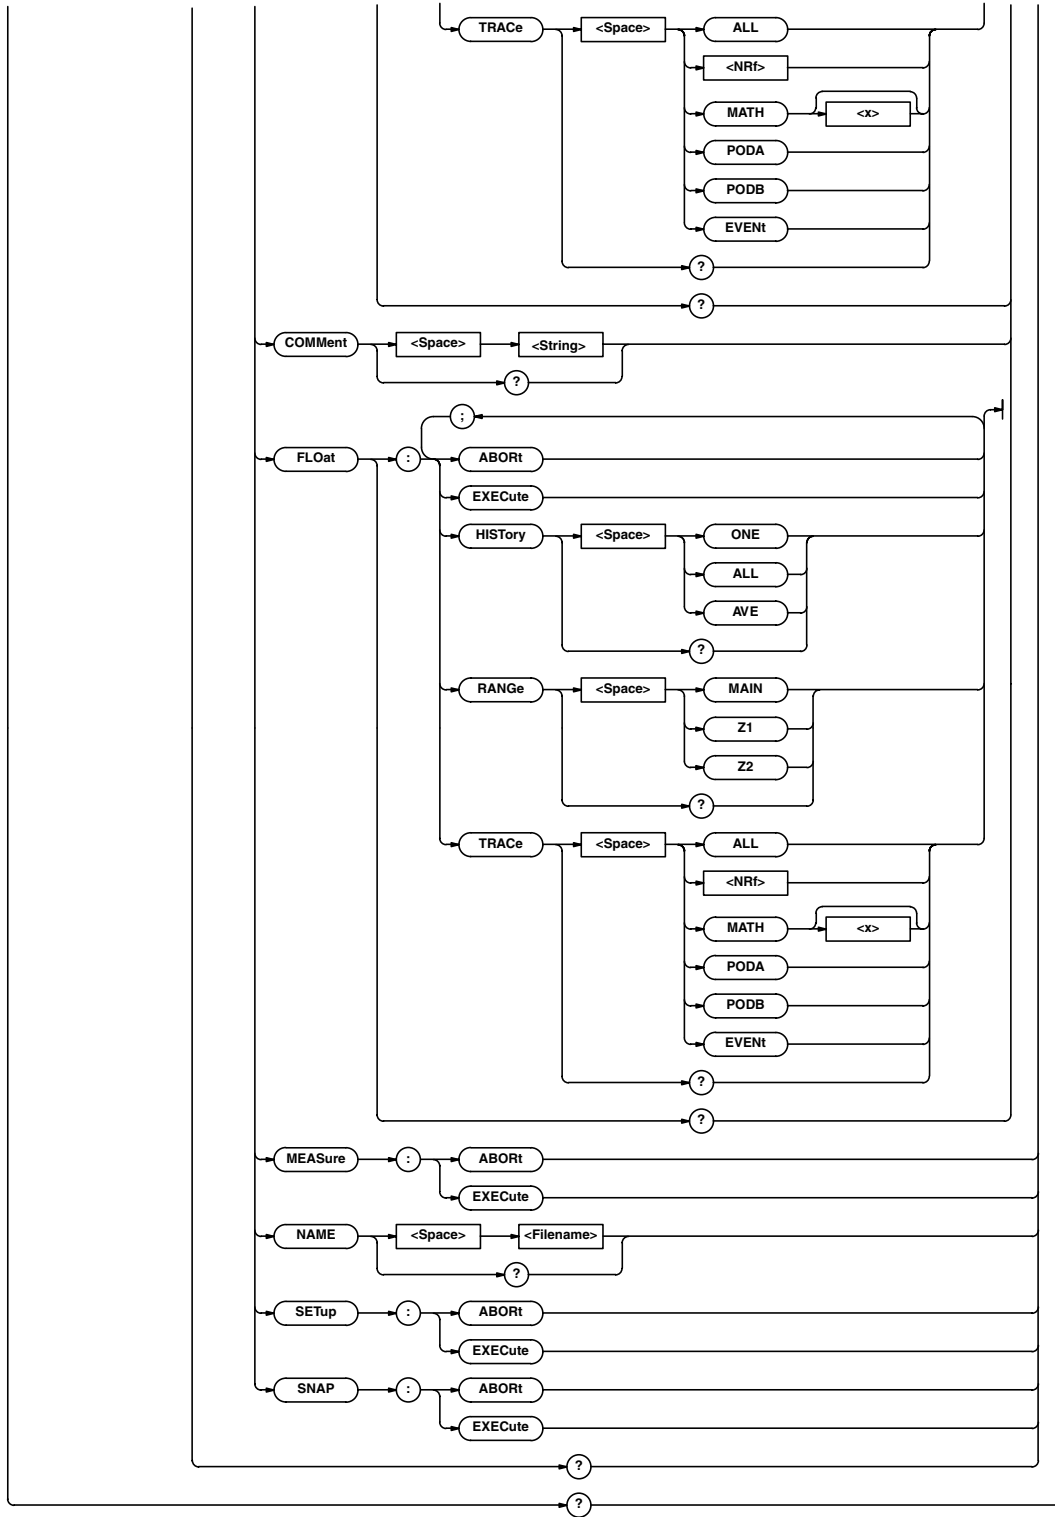 TRACe <Space> ALL
<NRf>
MATH <x>
PODA
PODB
EVENt
?
?
COMMent <Space> <String>
?
;
FLOat : ABORt
EXECute
HISTory <Space> ONE
ALL
AVE
?
RANGe <Space> MAIN
Z1
Z2
?
TRACe <Space> ALL
<NRf>
MATH <x>
PODA
PODB
EVENt
?
?
MEASure : ABORt
EXECute
NAME <Space> <Filename>
?
SETup : ABORt
EXECute
SNAP : ABORt
EXECute
?
?